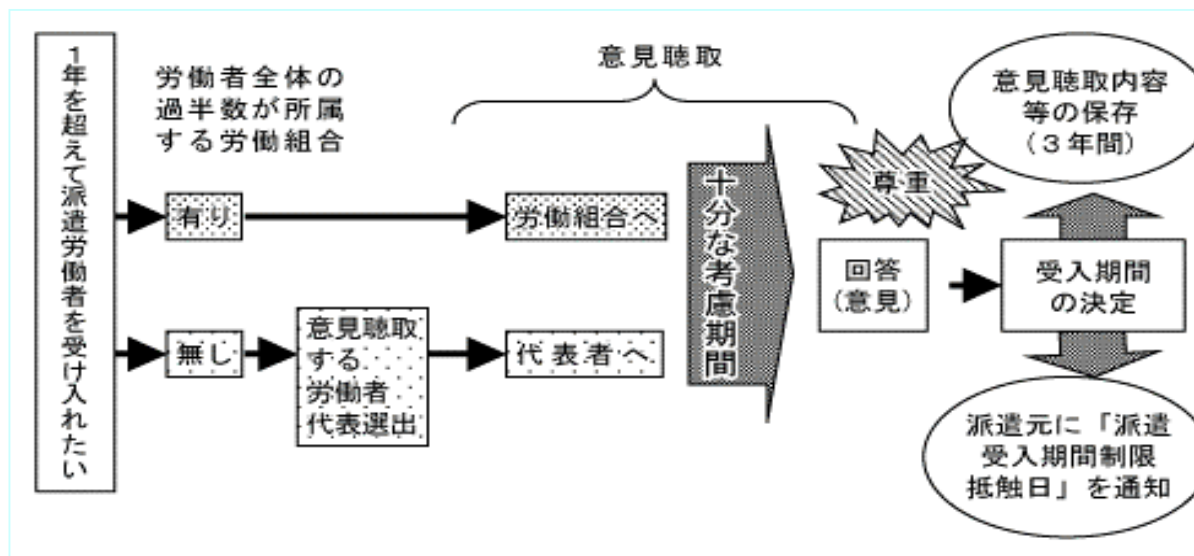 1年を超えて派遣労働者を受け入れたい
労働者全体の
過半数が所属
する労働組合
有り
無し
意見聴取
する
労働者
代表選出
意見聴取
労働組合へ
代表者へ
十分な考慮期間
尊重
回答
(意見)
受入期間
の決定
意見聴取内容
等の保存
(3年間)
派遣元に「派遣
受入期間制限
抵触日」を通知